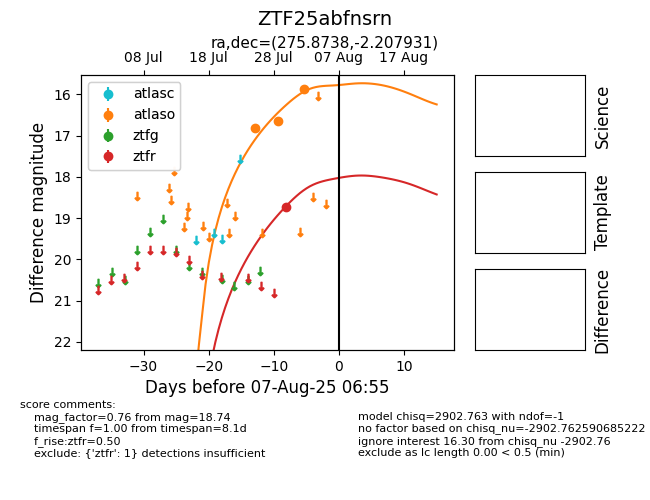 ZTF25abfnsrn
ra,dec=(275.8738,-2.207931)
08 Jul 18 Jul 28 Jul 07 Aug 17 Aug
atlasc
atlaso
ztfg
ztfr
16
17
18
19
20
21
22
Difference magnitude
−30 −20 −10 0 10
Days before 07-Aug-25 06:55
Science
Template
Difference
score comments:
mag_factor=0.76 from mag=18.74
timespan f=1.00 from timespan=8.1d
f_rise:ztfr=0.50
exclude: {'ztfr': 1} detections insufficient
model chisq=2902.763 with ndof=-1
no factor based on chisq_nu=-2902.762590685222
ignore interest 16.30 from chisq_nu -2902.76
exclude as lc length 0.00 < 0.5 (min)